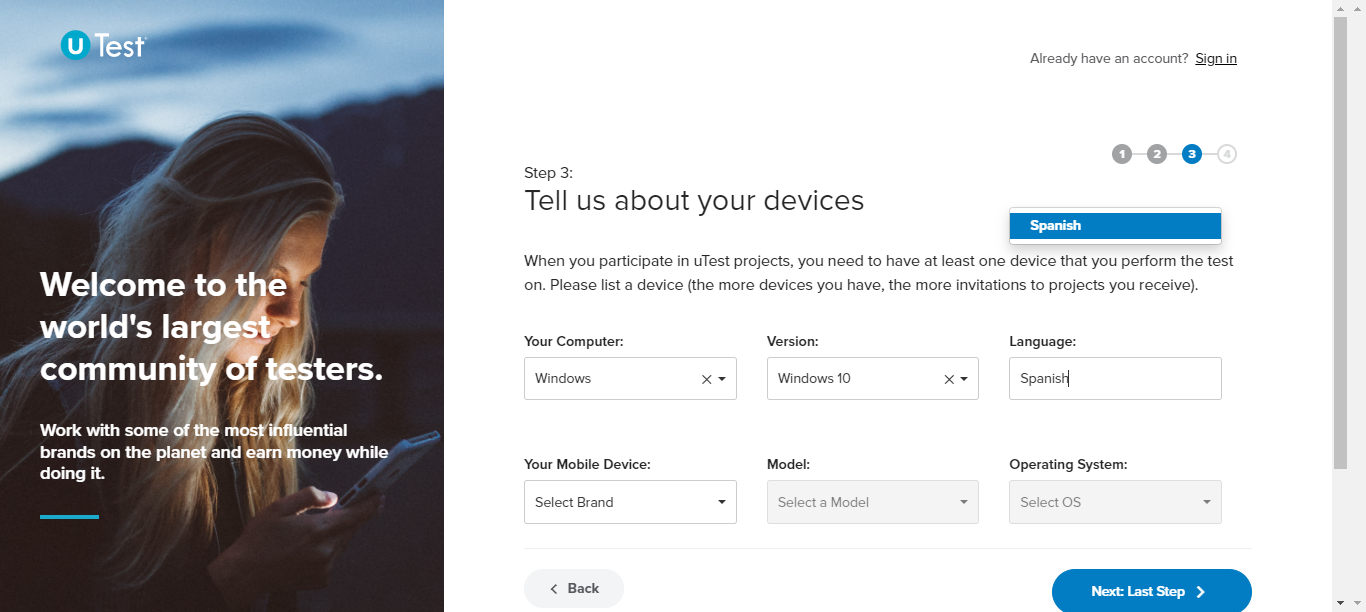 u Test
Already have an account? Sign in
1 2 3 4
Step 3:
Tell us about your devices
Spanish
When you participate in uTest projects, you need to have at least one device that you perform the test
on. Please list a device (the more devices you have, the more invitations to projects you receive).
Your Computer: Version: Language:
Windows Windows 10 Spanish
Your Mobile Device: Model: Operating System:
Select Brand Select a Model Select OS
Back Next: Last Step
Welcome to the
world's largest
community of testers.
Work with some of the most influential
brands on the planet and earn money while
doing it.